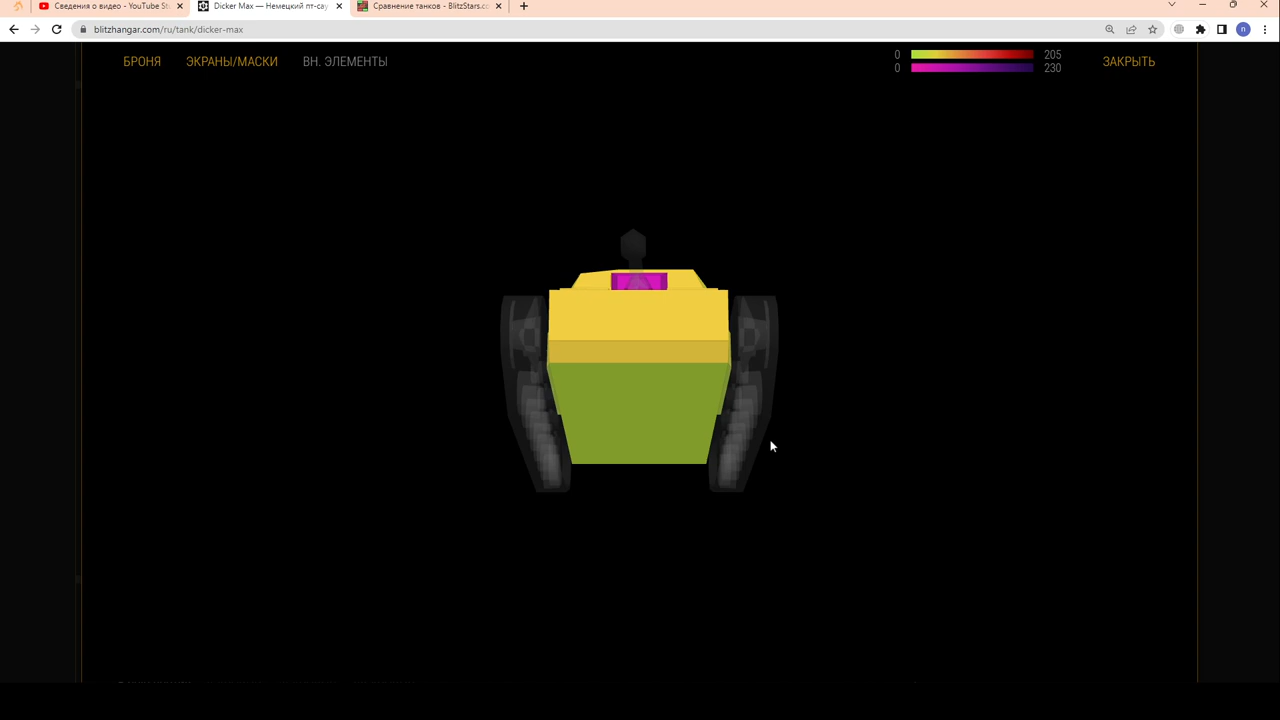 Сведения о видео - YouTube St
Dicker Max — Немецкий пт-сау
Сравнение танков - BlitzStars.co
blitzhangar.com/ru/tank/dicker-max
n
БРОНЯ
ЭКРАНЫ/МАСКИ
ВН. ЭЛЕМЕНТЫ
0
205
0
230
ЗАКРЫТЬ